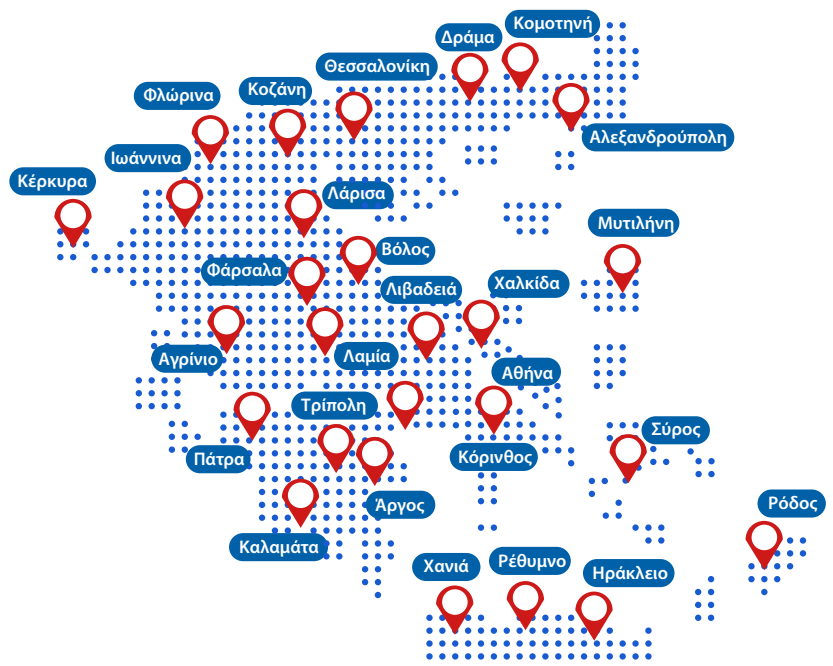 Κομοτηνή
Δράμα
Θεσσαλονίκη
Κοζάνη
Φλώρινα
Αλεξανδρούπολη
Ιωάννινα
Κέρκυρα
Λάρισα
Μυτιλήνη
Βόλος
Φάρσαλα
Χαλκίδα
Λιβαδειά
Λαμία
Αγρίνιο
Αθήνα
Τρίπολη
Σύρος
Πάτρα
Κόρινθος
Άργος
Ρόδος
Καλαμάτα
Ρέθυμνο
Χανιά
Ηράκλειο